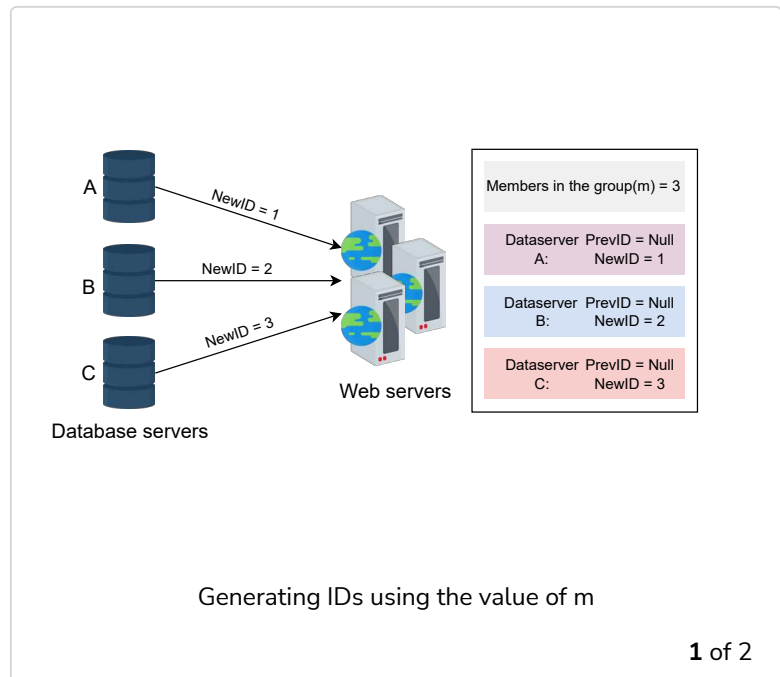 A
NewID = 1
B
NewID = 2
C
NewID = 3
Database servers
Web servers
Members in the group(m) = 3
Dataserver PrevID = Null
A: NewID = 1
Dataserver PrevID = Null
B: NewID = 2
Dataserver PrevID = Null
C: NewID = 3
Generating IDs using the value of m
1 of 2